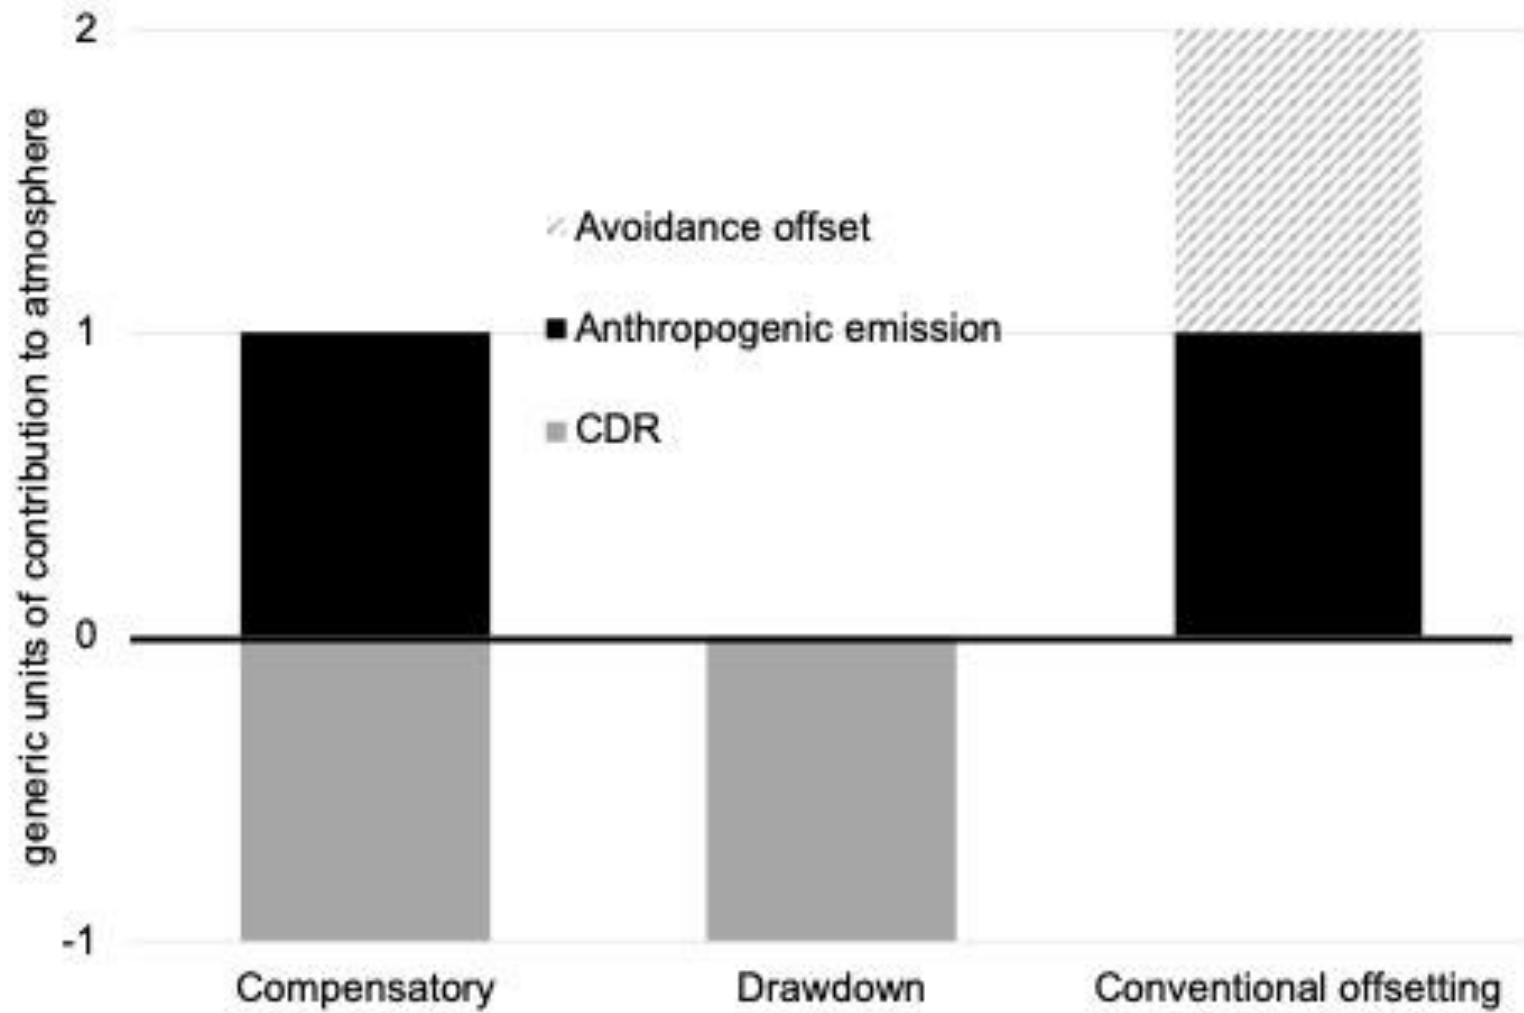 generic units of contribution to atmosphere
2
1
0
-1
Avoidance offset
Anthropogenic emission
CDR
Compensatory
Drawdown
Conventional offsetting